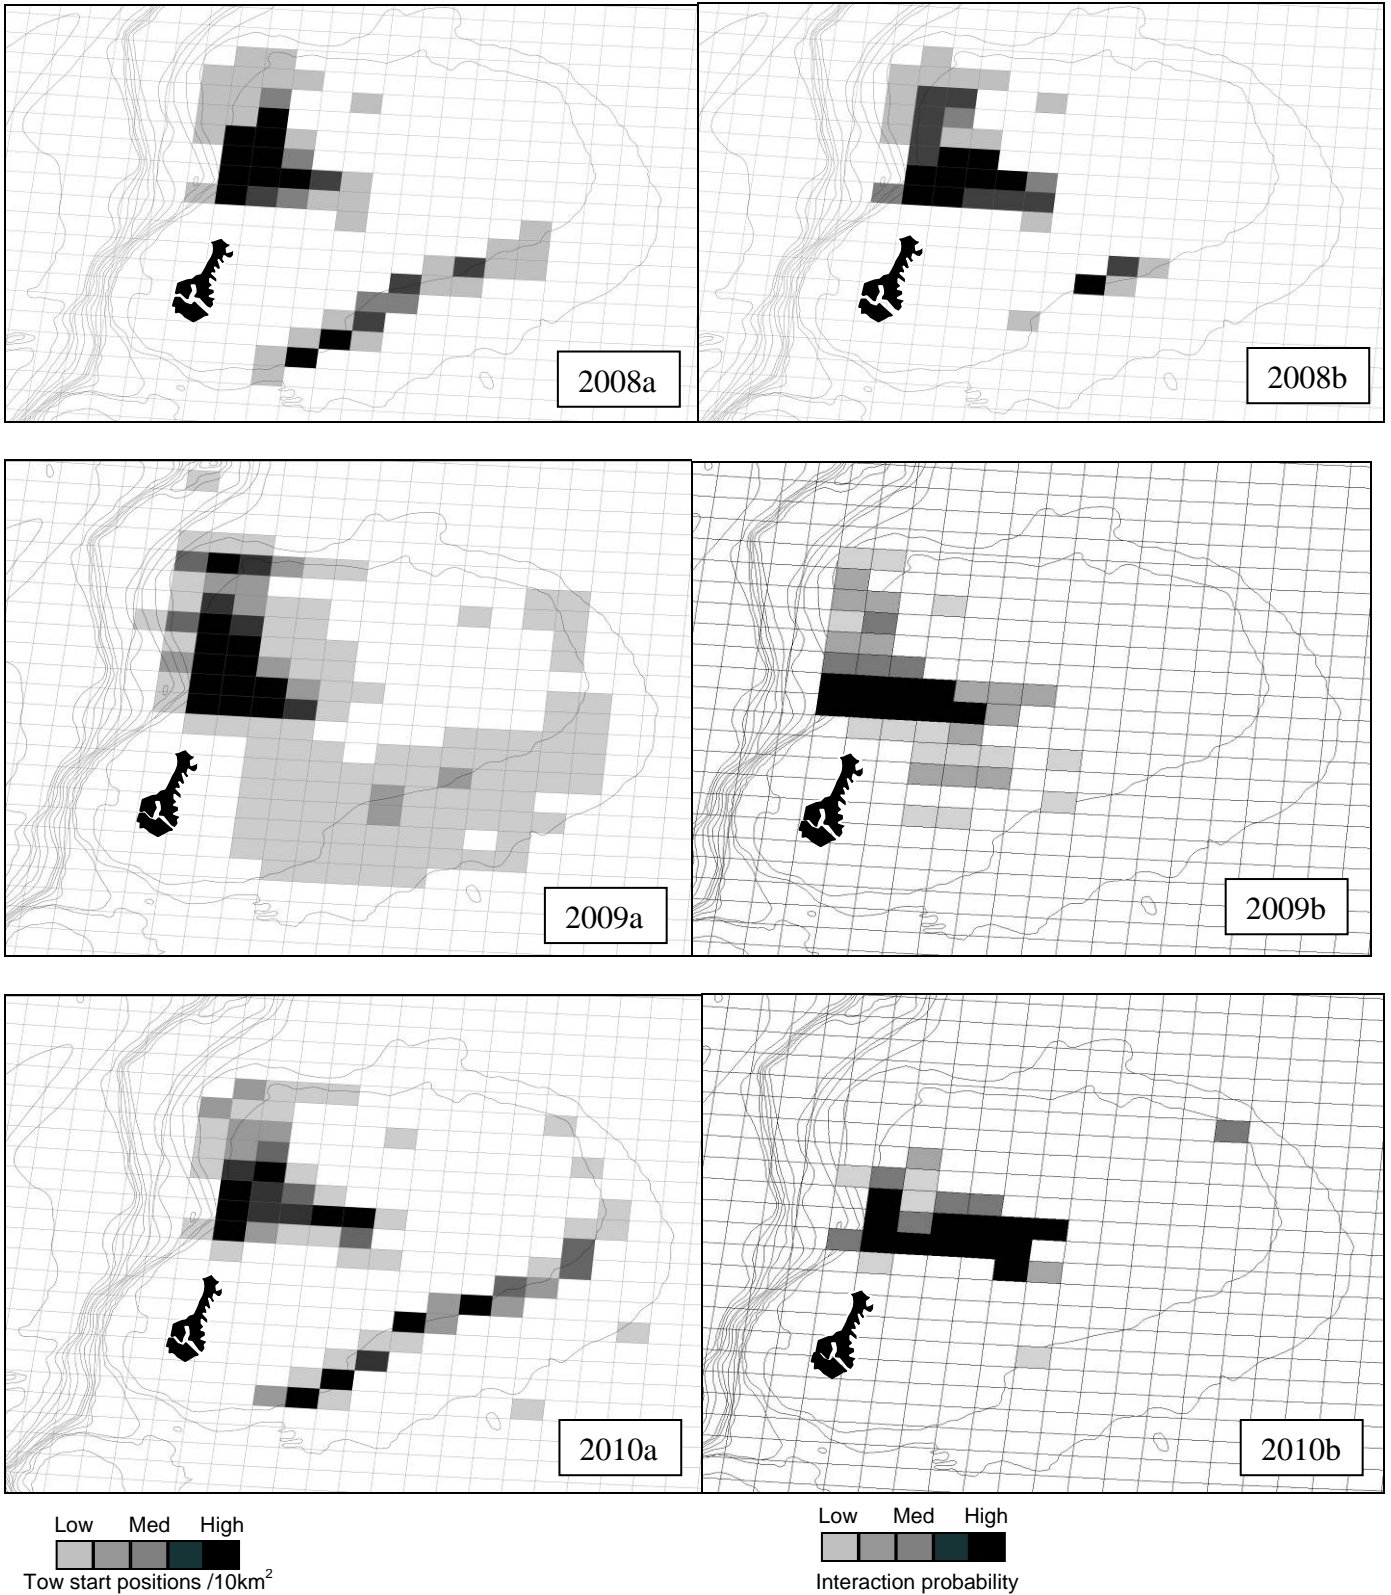 2008a
2008b
2009a
2009b
2010a
2010b
Low Med High
Tow start positions /10km²
Low Med High
Interaction probability